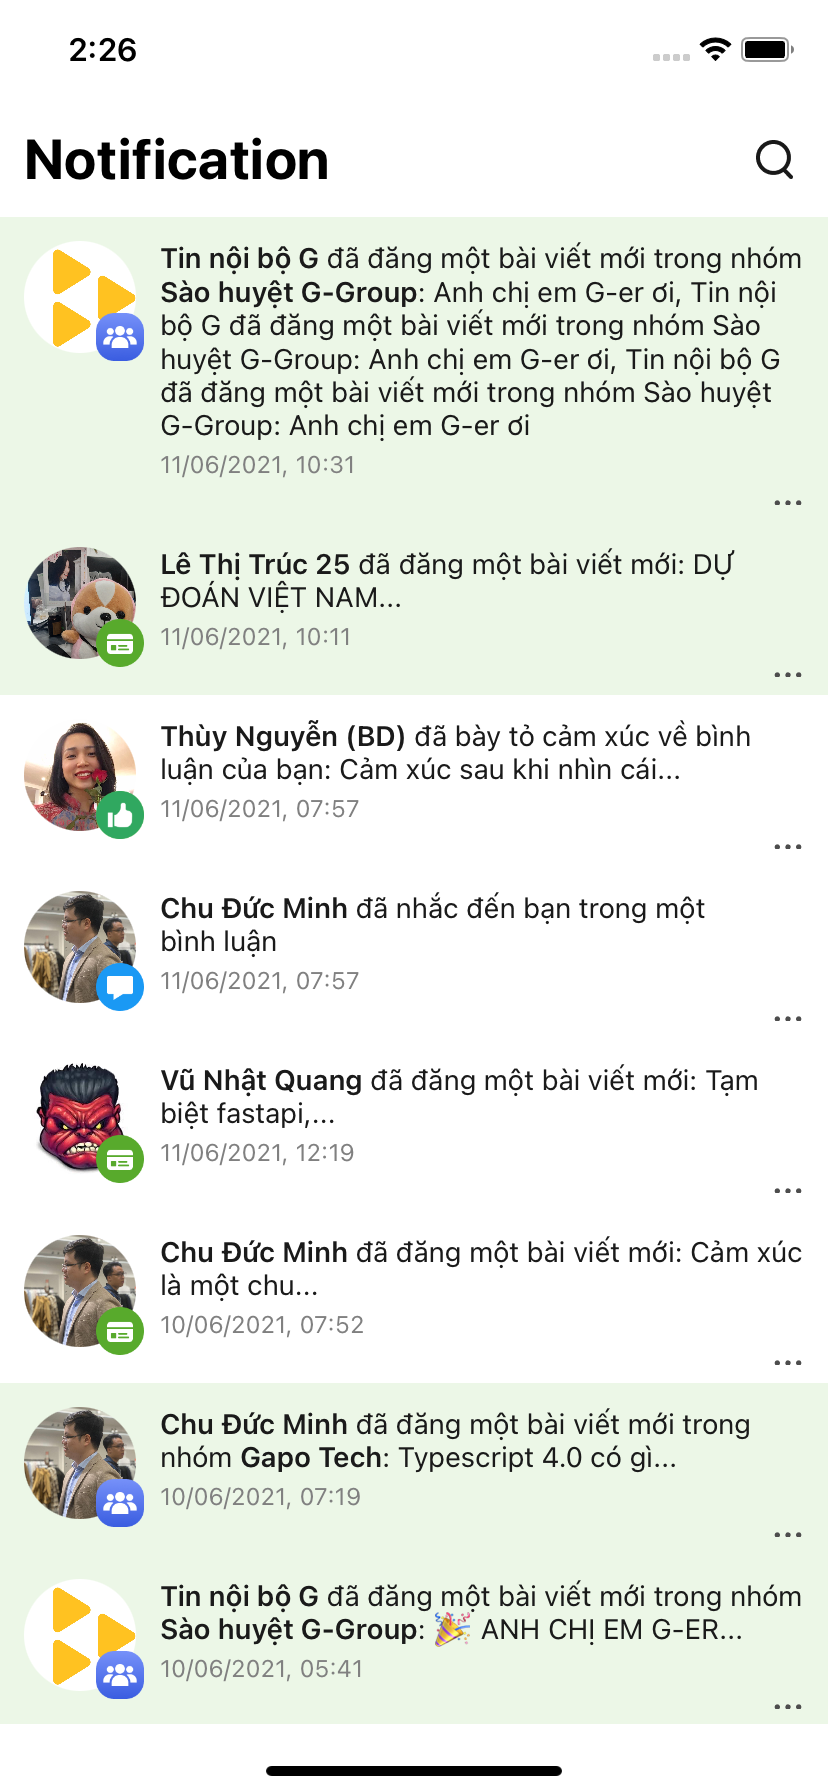 2:26
Notification
Tin nội bộ G đã đăng một bài viết mới trong nhóm
Sào huyệt G-Group: Anh chị em G-er ơi, Tin nội
bộ G đã đăng một bài viết mới trong nhóm Sào
huyệt G-Group: Anh chị em G-er ơi, Tin nội bộ G
đã đăng một bài viết mới trong nhóm Sào huyệt
G-Group: Anh chị em G-er ơi
11/06/2021, 10:31
Lê Thị Trúc 25 đã đăng một bài viết mới: DỰ
ĐOÁN VIỆT NAM...
11/06/2021, 10:11
Thùy Nguyễn (BD) đã bày tỏ cảm xúc về bình
luận của bạn: Cảm xúc sau khi nhìn cái...
11/06/2021, 07:57
Chu Đức Minh đã nhắc đến bạn trong một
bình luận
11/06/2021, 07:57
Vũ Nhật Quang đã đăng một bài viết mới: Tạm
biệt fastapi,...
11/06/2021, 12:19
Chu Đức Minh đã đăng một bài viết mới: Cảm xúc
là một chu...
10/06/2021, 07:52
Chu Đức Minh đã đăng một bài viết mới trong
nhóm Gapo Tech: Typescript 4.0 có gì...
10/06/2021, 07:19
Tin nội bộ G đã đăng một bài viết mới trong nhóm
Sào huyệt G-Group: 🎉 ANH CHỊ EM G-ER...
10/06/2021, 05:41